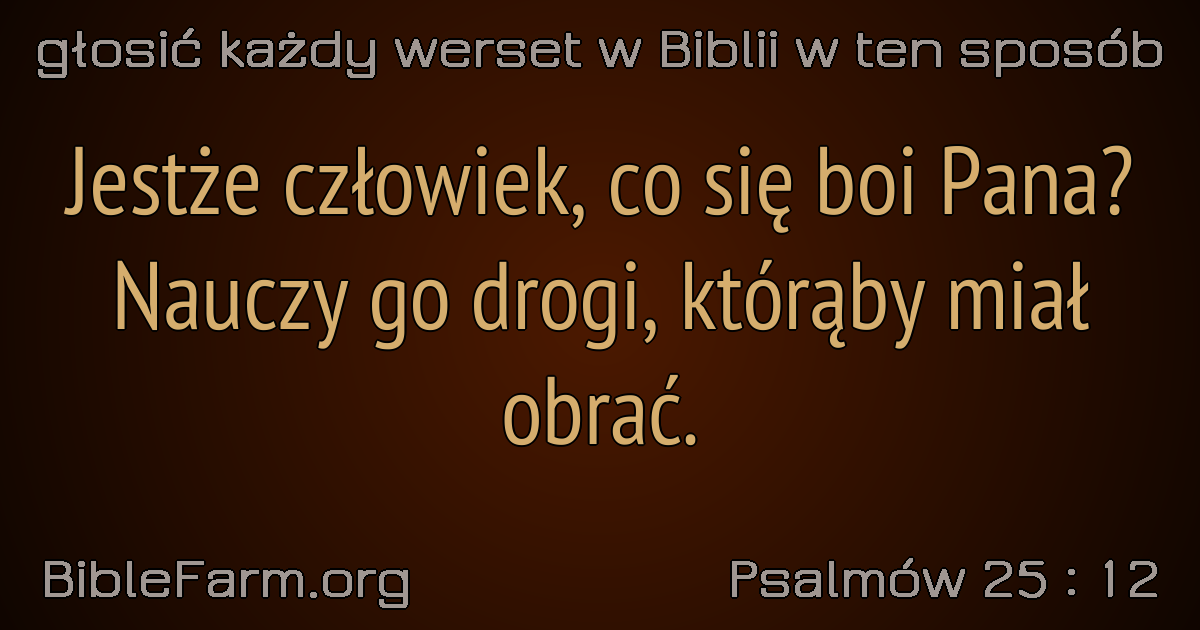 głosić każdy werset w Biblii w ten sposób
Jestże człowiek, co się boi Pana?
Nauczy go drogi, którąby miał
obrać.
BibleFarm.org
Psalmów 25 : 12